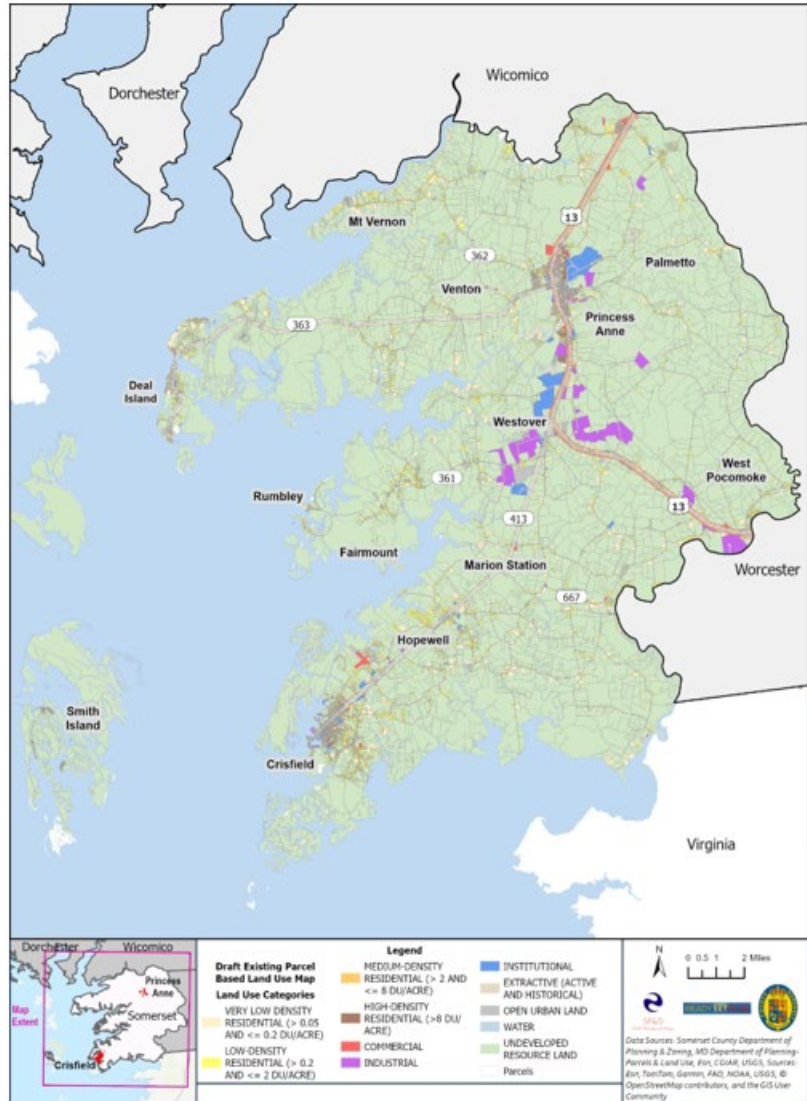 Wicomico
Dorchester
Mt Vernon
13
362
Palmetto
Venton
Princess
Anne
363
Deal
Island
Westover
West
Pocomoke
Rumbley
361
13
413
Fairmount
Marion Station
Worcester
667
Hopewell
Smith
Island
Crisfield
Virginia
Dorchester
Wicomico
Princess
Anne
Map
Extent
Somerset
Crisfield
Legend
Draft Existing Parcel
Based Land Use Map
Land Use Categories
VERY LOW DENSITY
RESIDENTIAL (> 0.05
AND <= 0.2 DU/ACRE)
LOW-DENSITY
RESIDENTIAL (> 0.2
AND <= 2 DU/ACRE)
MEDIUM-DENSITY
RESIDENTIAL (> 2 AND
<= 8 DU/ACRE)
HIGH-DENSITY
RESIDENTIAL (>8 DU/
ACRE)
COMMERCIAL
INDUSTRIAL
INSTITUTIONAL
EXTRACTIVE (ACTIVE
AND HISTORICAL)
OPEN URBAN LAND
WATER
UNDEVELOPED
RESOURCE LAND
Parcels
N
0 0.5 1 2 Miles
Data Sources: Somerset County Department of
Planning & Zoning, MD Department of Planning-
Parcels & Land Use, Esri, CGIAR, USGS, Sources:
Esri, TomTom, Garmin, FAO, NOAA, USGS, ©
OpenStreetMap contributors, and the GIS User
Community